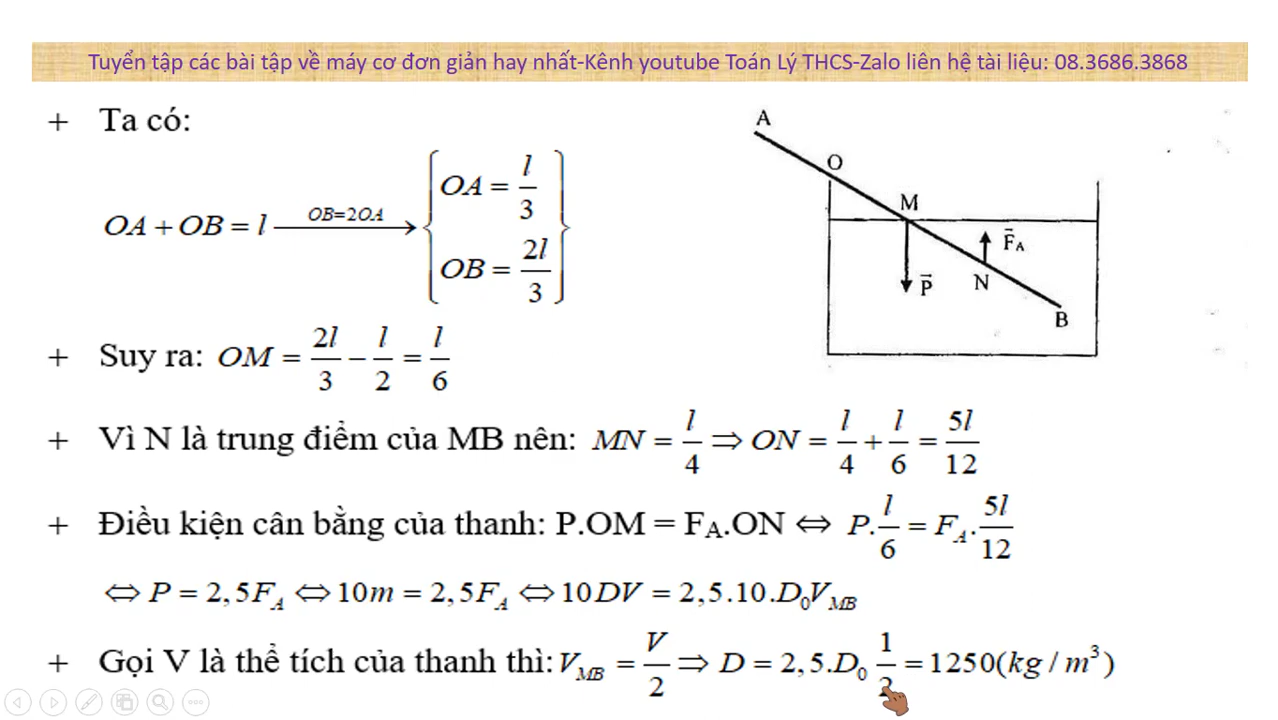 Tuyển tập các bài tập về máy cơ đơn giản hay nhất-Kênh youtube Toán Lý THCS-Zalo liên hệ tài liệu: 08.3686.3868
+ Ta có:
OA + OB = l ⟶(OB=2OA) { OA = l/3 ; OB = 2l/3 }
A
O
M
F⃗A
P⃗
N
B
+ Suy ra: OM = 2l/3 − l/2 = l/6
+ Vì N là trung điểm của MB nên: MN = l/4 ⇒ ON = l/4 + l/6 = 5l/12
+ Điều kiện cân bằng của thanh: P.OM = FA.ON ⇔ P.l/6 = FA.5l/12
⇔ P = 2,5FA ⇔ 10m = 2,5FA ⇔ 10DV = 2,5.10.D0VMB
+ Gọi V là thể tích của thanh thì: VMB = V/2 ⇒ D = 2,5.D0 1/2 = 1250(kg / m³)